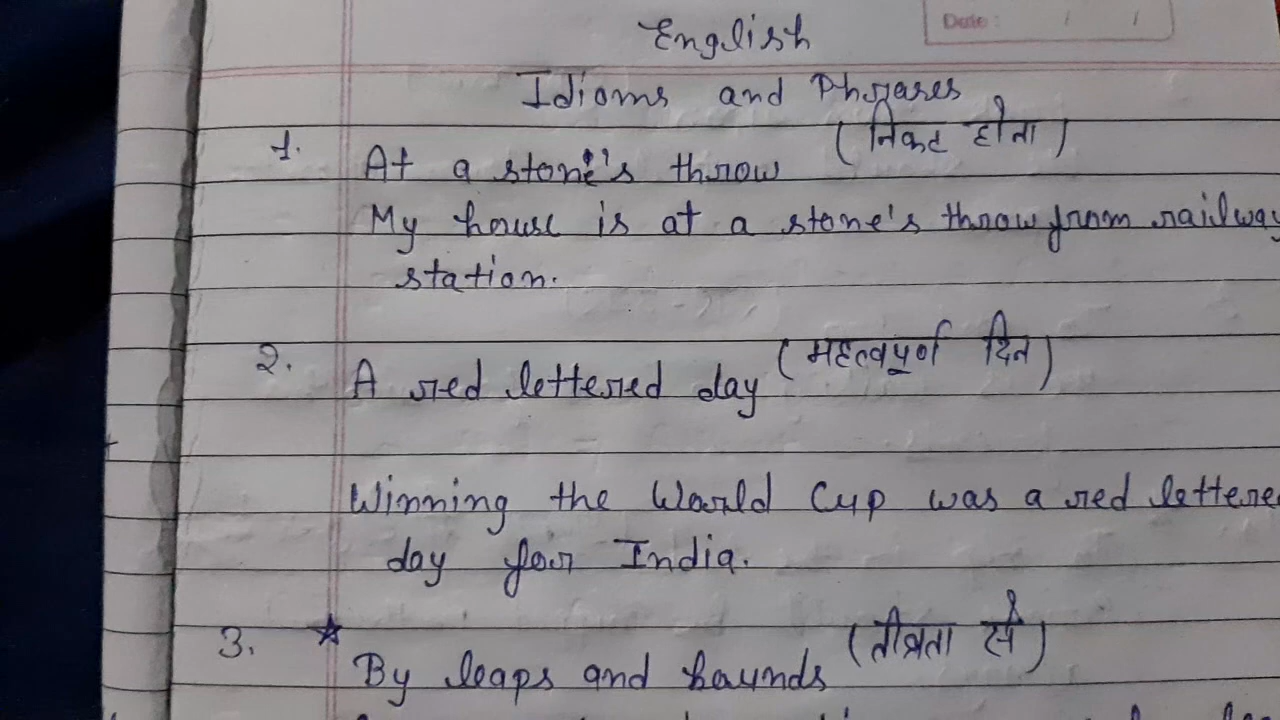 Date : / /
English
Idioms and Phrases
(निकट होना)
1. At a stone's throw
My house is at a stone's throw from railway
station.
2. A red lettered day (महत्वपूर्ण दिन)
Winning the World Cup was a red lettere
day for India.
3. ☆ By leaps and bounds (तीव्रता से)